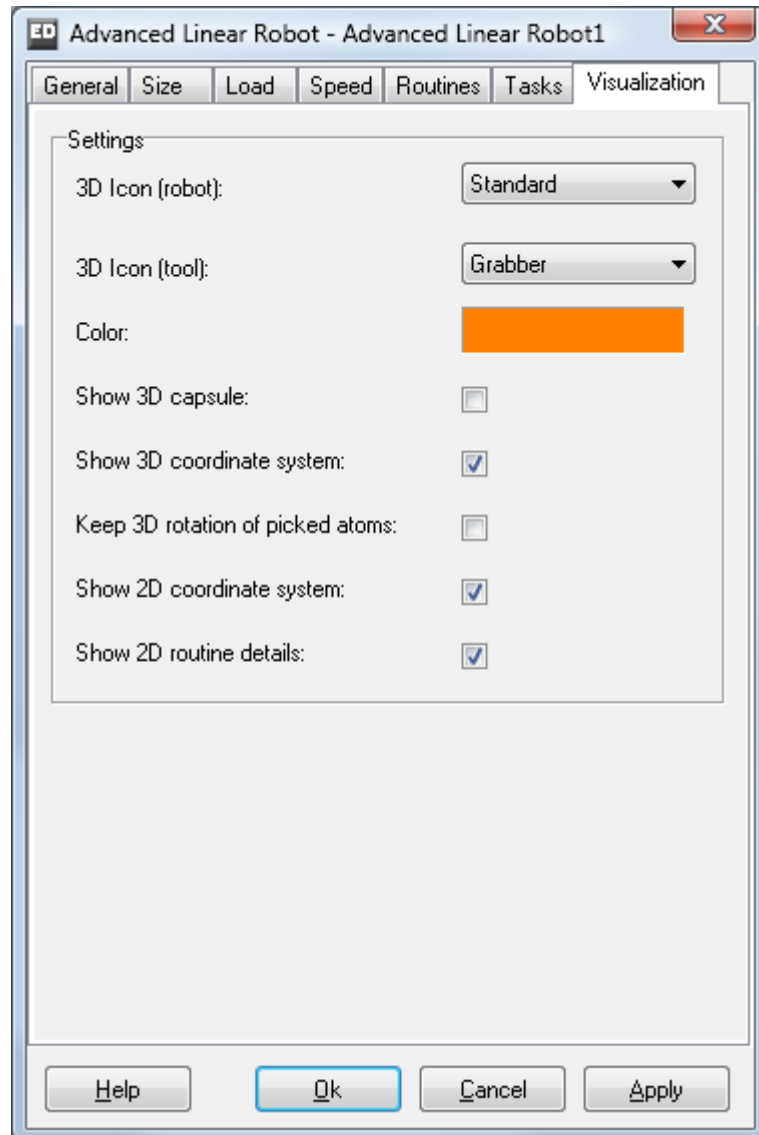 ED Advanced Linear Robot - Advanced Linear Robot1 X
General Size Load Speed Routines Tasks Visualization
Settings
3D Icon (robot): Standard
3D Icon (tool): Grabber
Color:
Show 3D capsule:
Show 3D coordinate system:
Keep 3D rotation of picked atoms:
Show 2D coordinate system:
Show 2D routine details:
Help Ok Cancel Apply